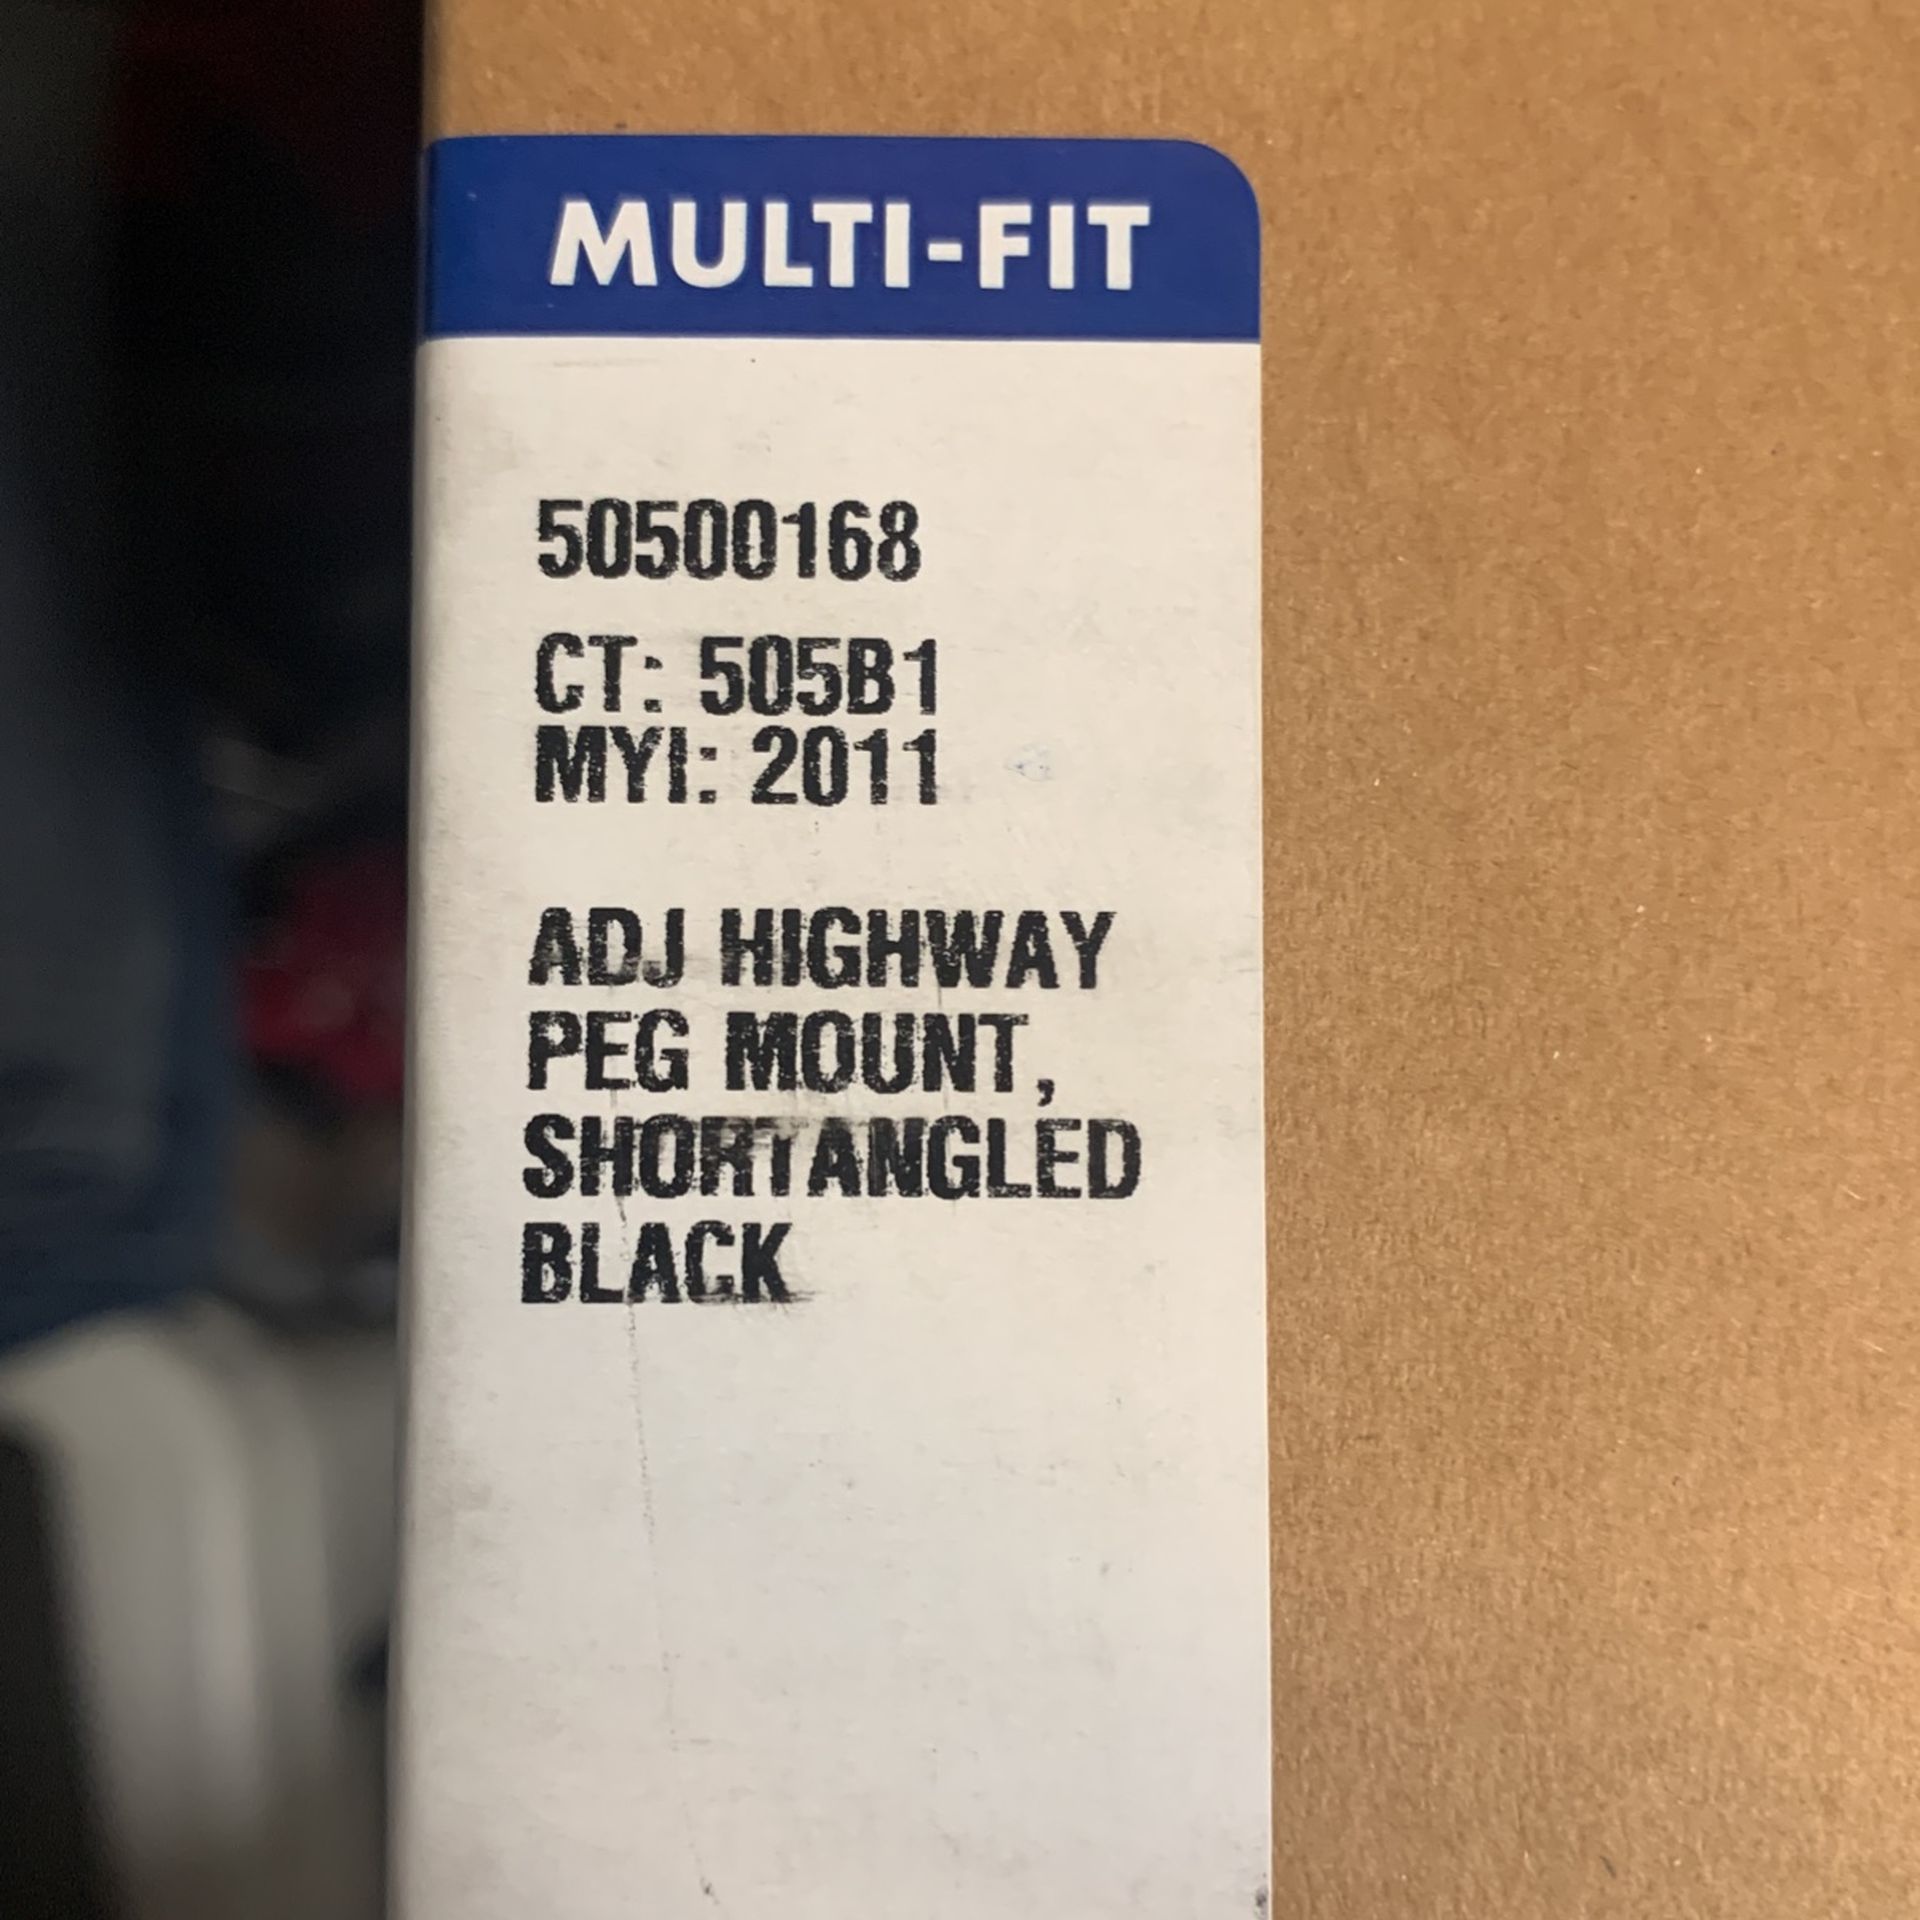 MULTI-FIT
50500168
CT: 505B1
MYI: 2011
ADJ HIGHWAY
PEG MOUNT,
SHORTANGLED
BLACK